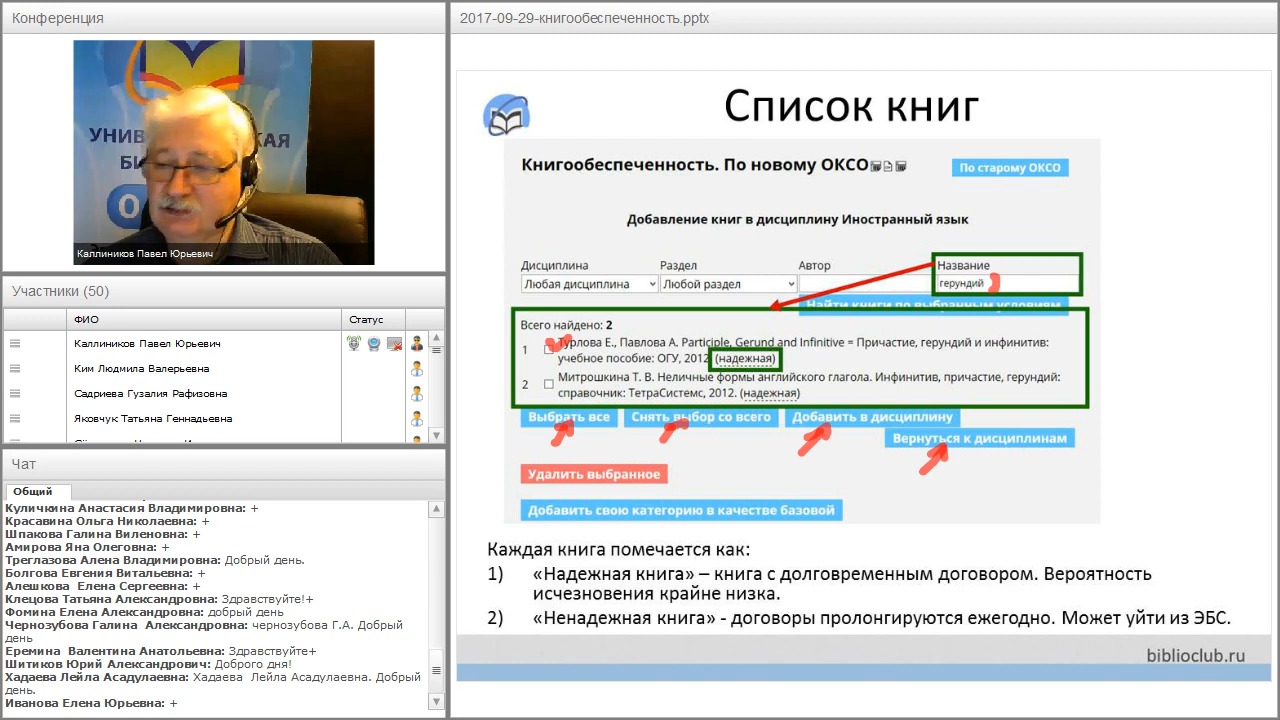 Конференция
УНИВ
СКАЯ
БИ
Каллиников Павел Юрьевич
Участники (50)
ФИО
Статус
Каллиников Павел Юрьевич
Ким Людмила Валерьевна
Садриева Гузалия Рафизовна
Яковчук Татьяна Геннадьевна
Чат
Общий
Куличкина Анастасия Владимировна: +
Красавина Ольга Николаевна: +
Шпакова Галина Виленовна: +
Амирова Яна Олеговна: +
Треглазова Алена Владимировна: Добрый день.
Болгова Евгения Витальевна: +
Алешкова Елена Сергеевна: +
Клецова Татьяна Александровна: Здравствуйте!+
Фомина Елена Александровна: добрый день
Чернозубова Галина Александровна: чернозубова Г.А. Добрый
день
Еремина Валентина Анатольевна: Здравствуйте+
Шитиков Юрий Александрович: Доброго дня!
Хадаева Лейла Асадулаевна: Хадаева Лейла Асадулаевна. Добрый
день.
Иванова Елена Юрьевна: +
2017-09-29-книгообеспеченность.pptx
Список книг
Книгообеспеченность. По новому ОКСО
По старому ОКСО
Добавление книг в дисциплину Иностранный язык
Дисциплина Раздел Автор Название
Любая дисциплина Любой раздел герундий
Найти книги по выбранным условиям
Всего найдено: 2
1 Турлова Е., Павлова А. Participle, Gerund and Infinitive = Причастие, герундий и инфинитив:
учебное пособие: ОГУ, 2012 (надежная)
2 Митрошкина Т. В. Неличные формы английского глагола. Инфинитив, причастие, герундий:
справочник: ТетраСистемс, 2012. (надежная)
Выбрать все Снять выбор со всего Добавить в дисциплину
Вернуться к дисциплинам
Удалить выбранное
Добавить свою категорию в качестве базовой
Каждая книга помечается как:
1) «Надежная книга» – книга с долговременным договором. Вероятность
исчезновения крайне низка.
2) «Ненадежная книга» - договоры пролонгируются ежегодно. Может уйти из ЭБС.
biblioclub.ru